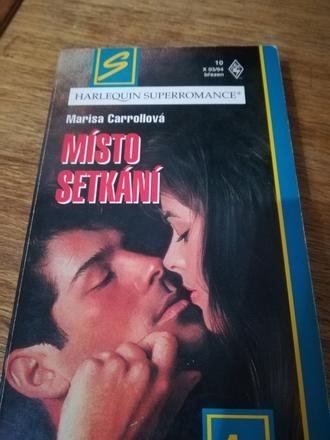 S
10
X 03/94
březen
HARLEQUIN SUPERROMANCE®
Marisa Carrollová
MÍSTO
SETKÁNÍ